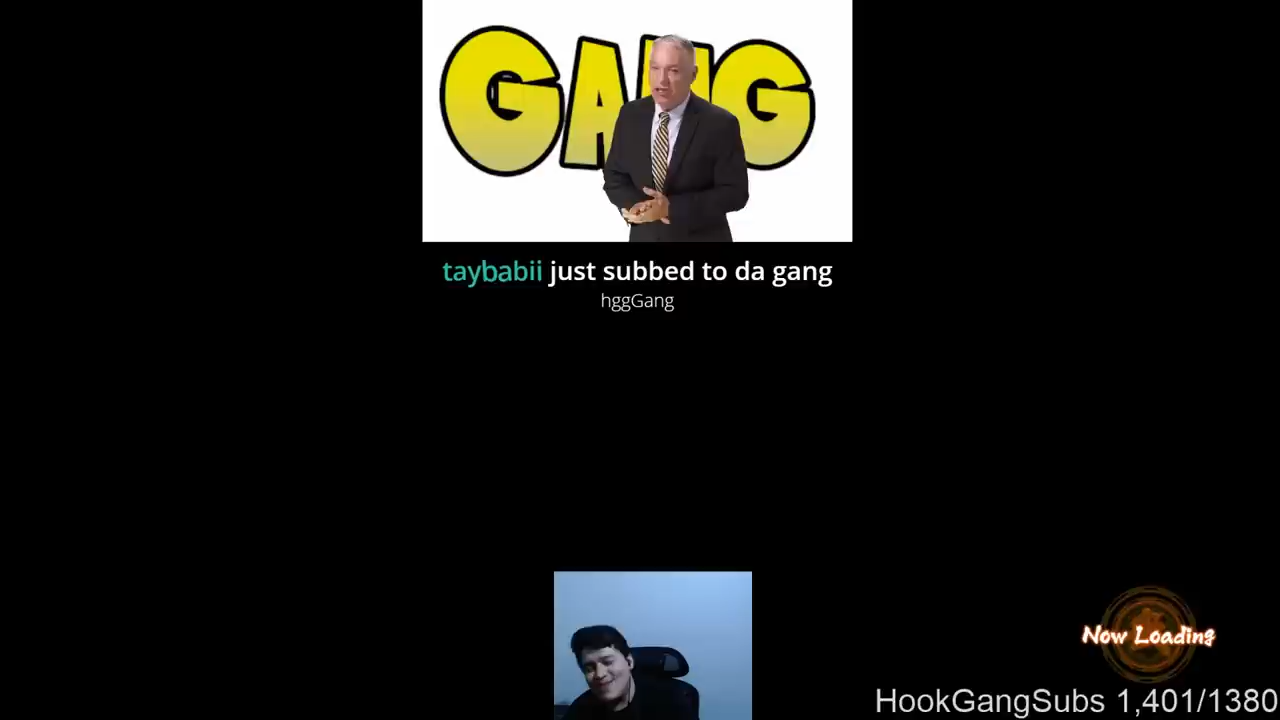 GANG
taybabii just subbed to da gang
hggGang
Now Loading
HookGangSubs 1,401/1380